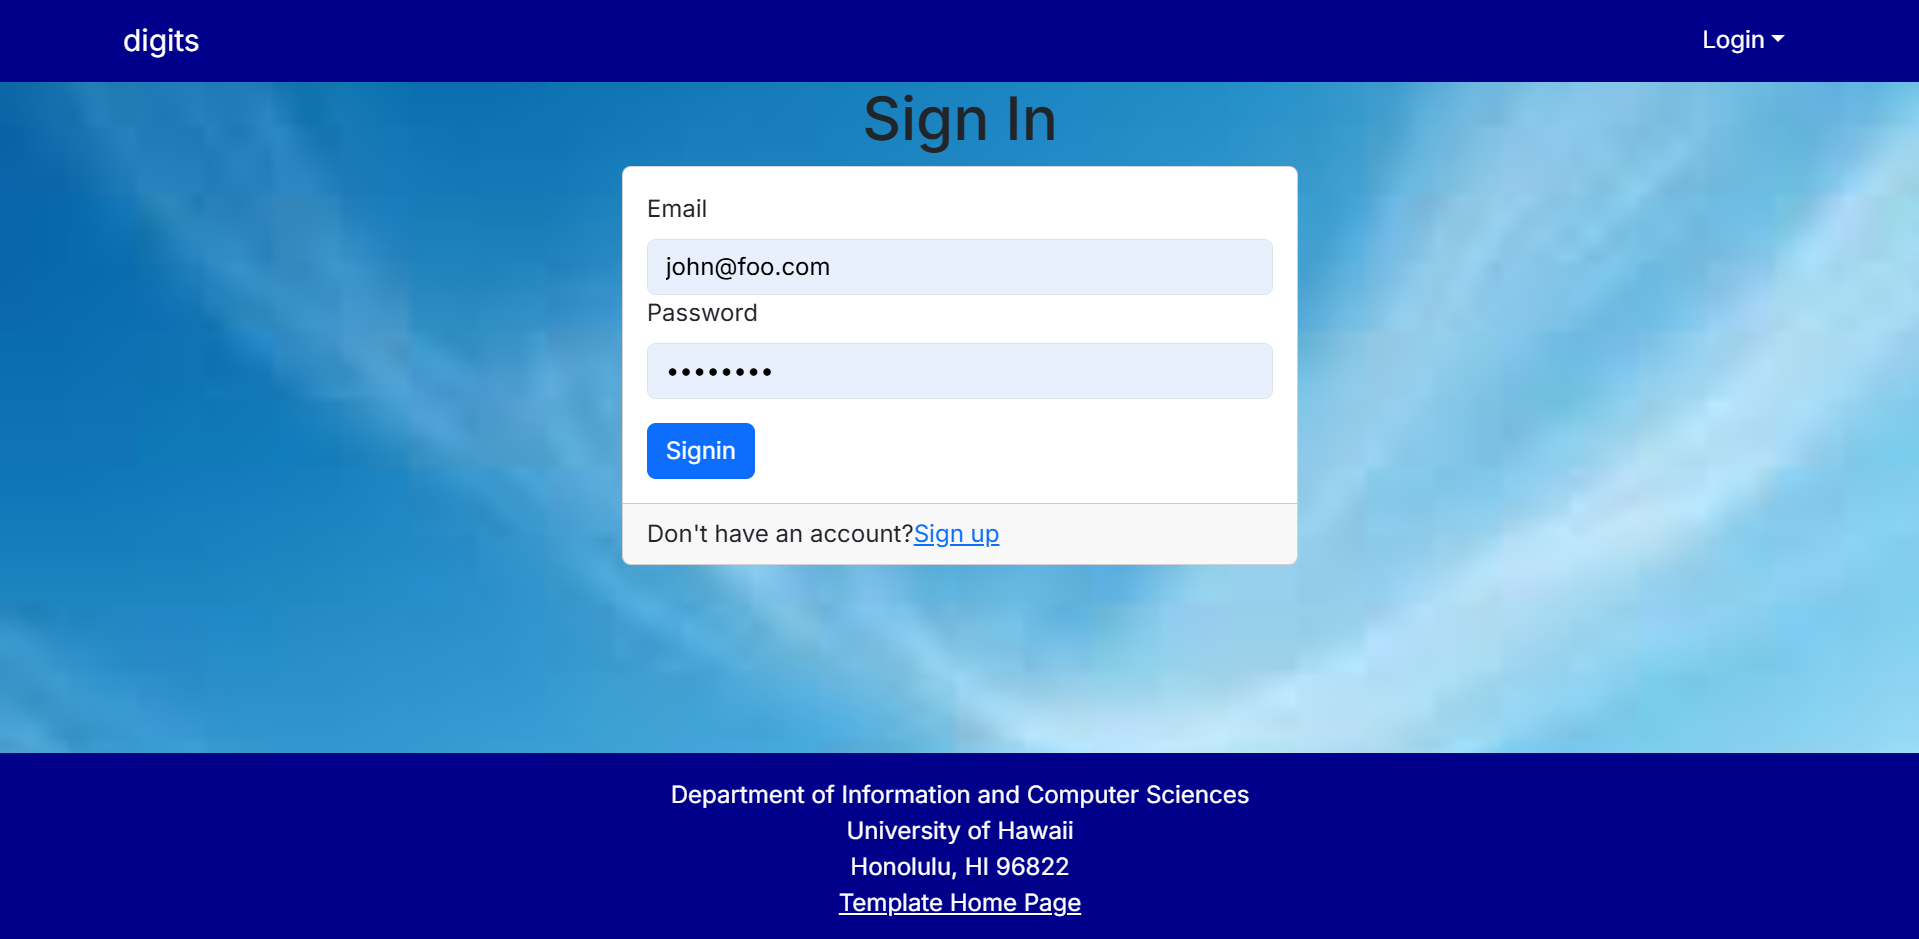 digits
Login
Sign In
Email
john@foo.com
Password
••••••••
Signin
Don't have an account?Sign up
Department of Information and Computer Sciences
University of Hawaii
Honolulu, HI 96822
Template Home Page